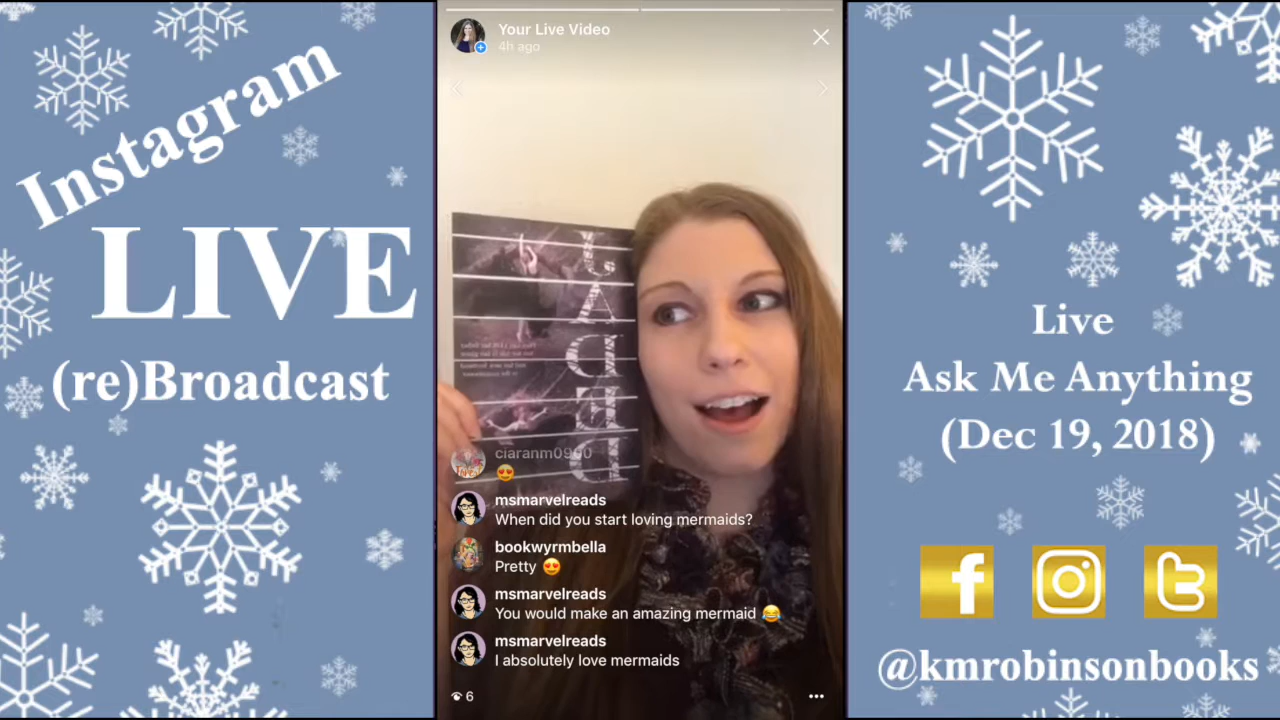 Instagram
LIVE
(re)Broadcast
Your Live Video
4h ago
JADED
ciaranm0900
😍
msmarvelreads
When did you start loving mermaids?
bookwyrmbella
Pretty 😍
msmarvelreads
You would make an amazing mermaid 😂
msmarvelreads
I absolutely love mermaids
6
Live
Ask Me Anything
(Dec 19, 2018)
@kmrobinsonbooks